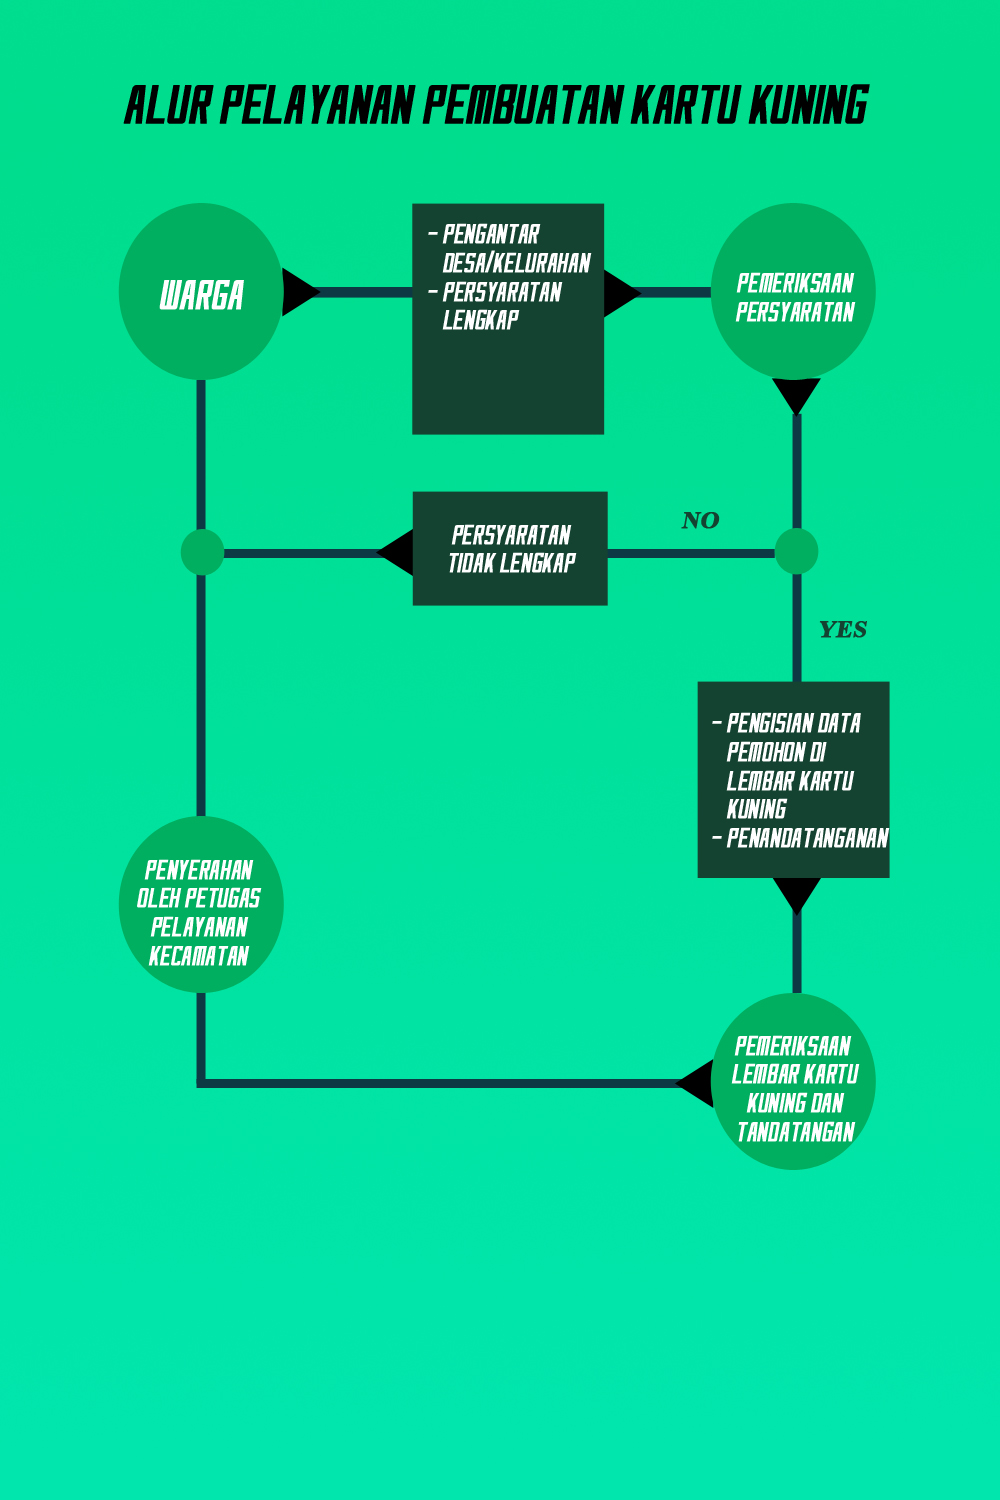 ALUR PELAYANAN PEMBUATAN KARTU KUNING
WARGA
- PENGANTAR
DESA/KELURAHAN
- PERSYARATAN
LENGKAP
PEMERIKSAAN
PERSYARATAN
PERSYARATAN
TIDAK LENGKAP
NO
YES
- PENGISIAN DATA
PEMOHON DI
LEMBAR KARTU
KUNING
- PENANDATANGANAN
PENYERAHAN
OLEH PETUGAS
PELAYANAN
KECAMATAN
PEMERIKSAAN
LEMBAR KARTU
KUNING DAN
TANDATANGAN